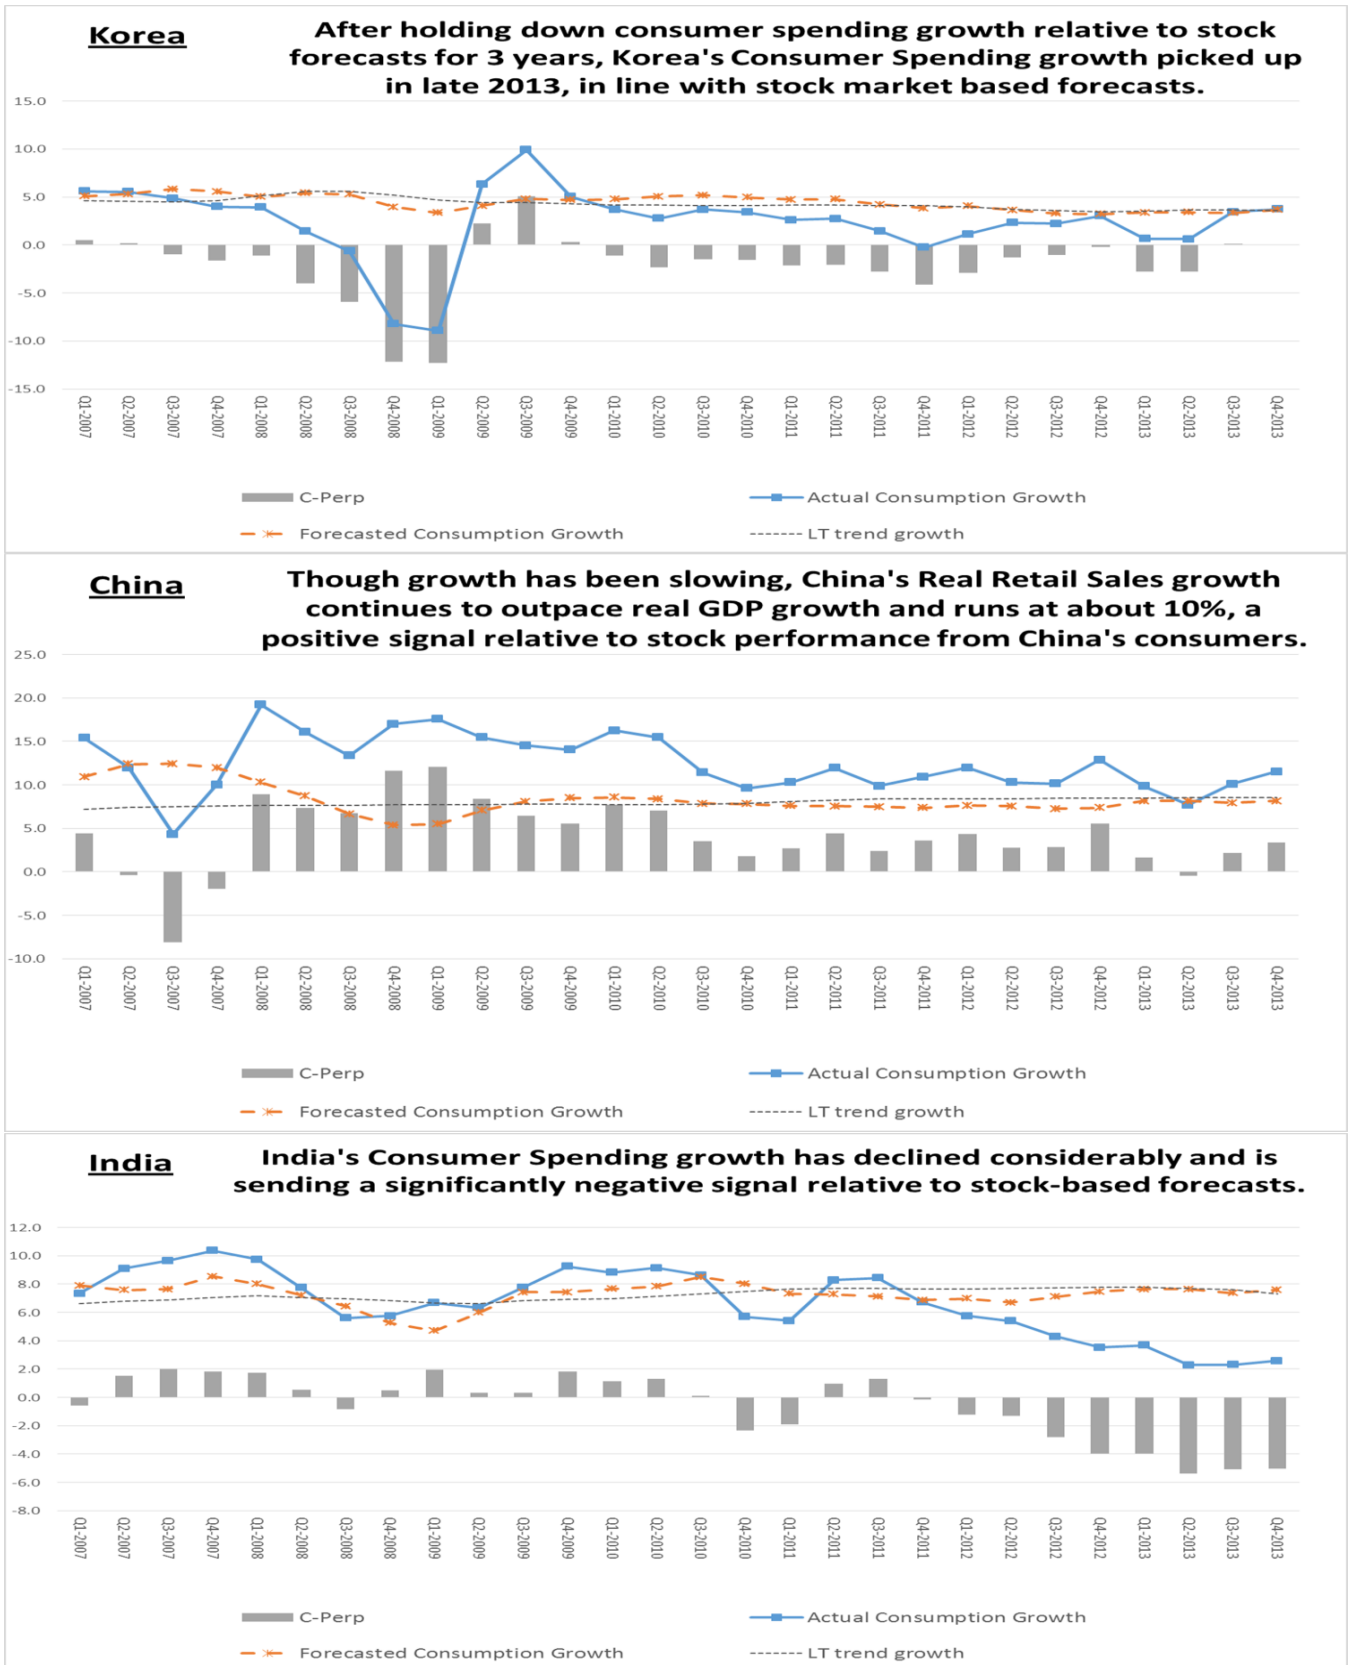 Korea
After holding down consumer spending growth relative to stock
forecasts for 3 years, Korea's Consumer Spending growth picked up
in late 2013, in line with stock market based forecasts.
15.0
10.0
5.0
0.0
-5.0
-10.0
-15.0
Q1-2007
Q2-2007
Q3-2007
Q4-2007
Q1-2008
Q2-2008
Q3-2008
Q4-2008
Q1-2009
Q2-2009
Q3-2009
Q4-2009
Q1-2010
Q2-2010
Q3-2010
Q4-2010
Q1-2011
Q2-2011
Q3-2011
Q4-2011
Q1-2012
Q2-2012
Q3-2012
Q4-2012
Q1-2013
Q2-2013
Q3-2013
Q4-2013
C-Perp
Actual Consumption Growth
Forecasted Consumption Growth
LT trend growth
China
Though growth has been slowing, China's Real Retail Sales growth
continues to outpace real GDP growth and runs at about 10%, a
positive signal relative to stock performance from China's consumers.
25.0
20.0
15.0
10.0
5.0
0.0
-5.0
-10.0
Q1-2007
Q2-2007
Q3-2007
Q4-2007
Q1-2008
Q2-2008
Q3-2008
Q4-2008
Q1-2009
Q2-2009
Q3-2009
Q4-2009
Q1-2010
Q2-2010
Q3-2010
Q4-2010
Q1-2011
Q2-2011
Q3-2011
Q4-2011
Q1-2012
Q2-2012
Q3-2012
Q4-2012
Q1-2013
Q2-2013
Q3-2013
Q4-2013
C-Perp
Actual Consumption Growth
Forecasted Consumption Growth
LT trend growth
India
India's Consumer Spending growth has declined considerably and is
sending a significantly negative signal relative to stock-based forecasts.
12.0
10.0
8.0
6.0
4.0
2.0
0.0
-2.0
-4.0
-6.0
-8.0
Q1-2007
Q2-2007
Q3-2007
Q4-2007
Q1-2008
Q2-2008
Q3-2008
Q4-2008
Q1-2009
Q2-2009
Q3-2009
Q4-2009
Q1-2010
Q2-2010
Q3-2010
Q4-2010
Q1-2011
Q2-2011
Q3-2011
Q4-2011
Q1-2012
Q2-2012
Q3-2012
Q4-2012
Q1-2013
Q2-2013
Q3-2013
Q4-2013
C-Perp
Actual Consumption Growth
Forecasted Consumption Growth
LT trend growth